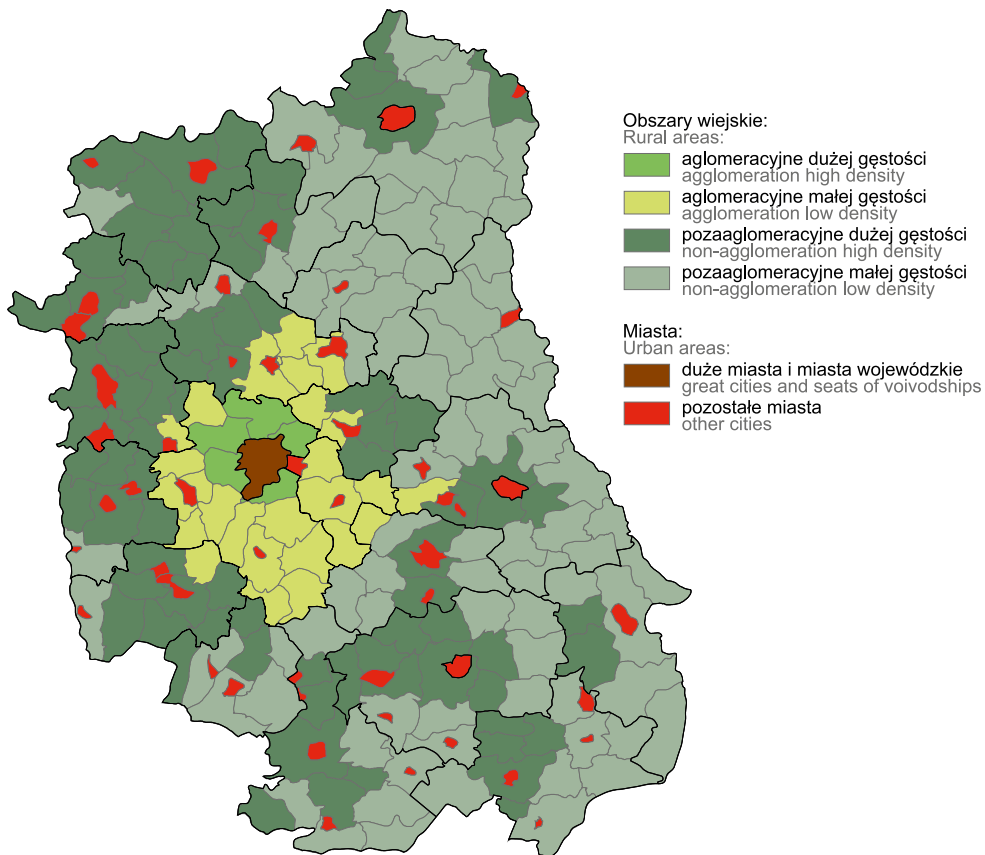 Obszary wiejskie:
Rural areas:
aglomeracyjne dużej gęstości
agglomeration high density
aglomeracyjne małej gęstości
agglomeration low density
pozaaglomeracyjne dużej gęstości
non-agglomeration high density
pozaaglomeracyjne małej gęstości
non-agglomeration low density
Miasta:
Urban areas:
duże miasta i miasta wojewódzkie
great cities and seats of voivodships
pozostałe miasta
other cities